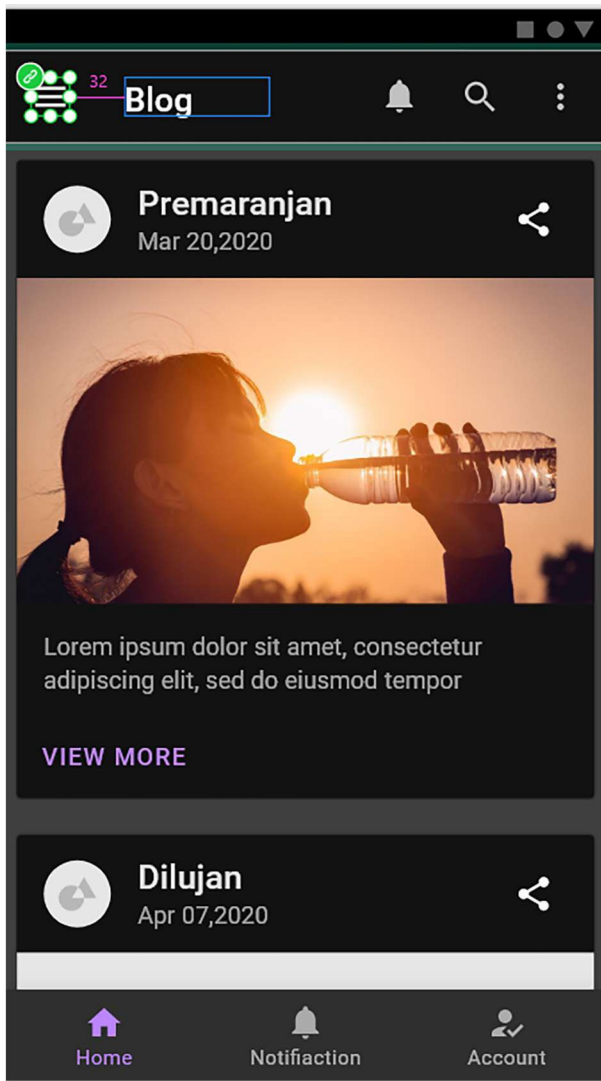 32
Blog
Premaranjan
Mar 20,2020
Lorem ipsum dolor sit amet, consectetur
adipiscing elit, sed do eiusmod tempor
VIEW MORE
Dilujan
Apr 07,2020
Home Notifiaction Account